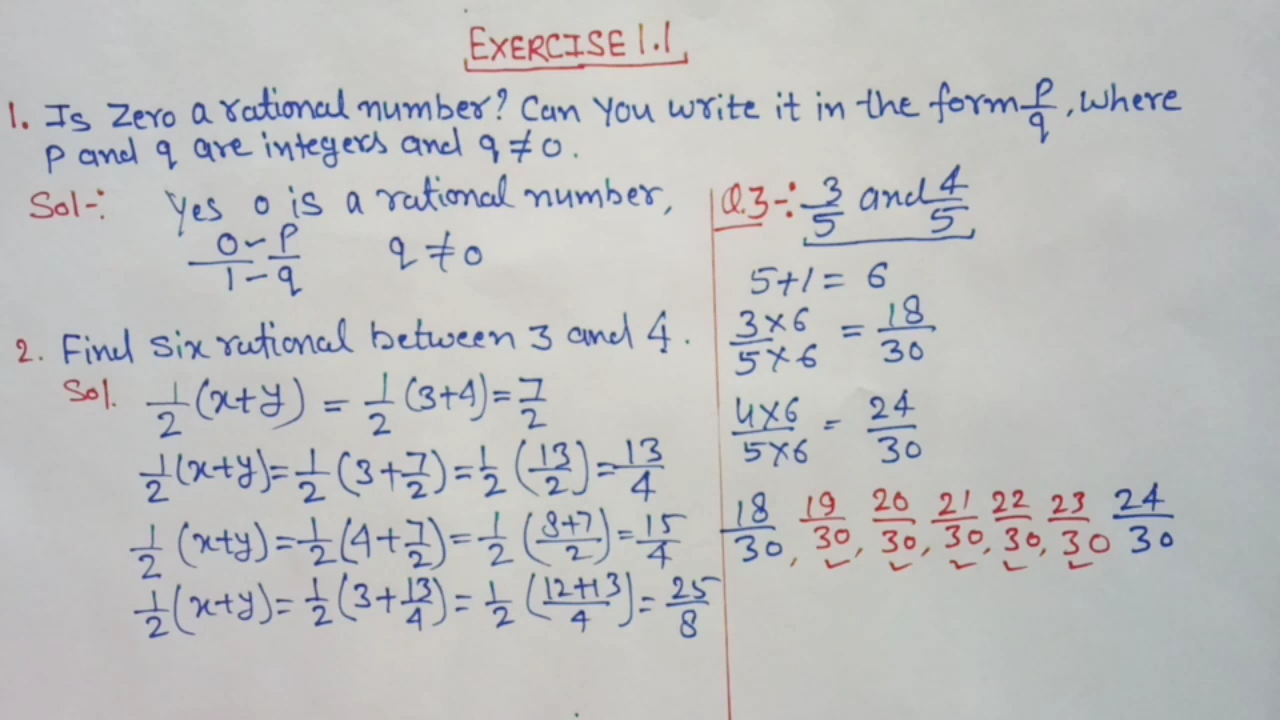 EXERCISE 1.1
1. Is Zero a rational number? Can You write it in the form p/q, where
p and q are integers and q ≠ 0.
Sol-: Yes 0 is a rational number,
0/1 - p/q q ≠ 0
2. Find six rational between 3 and 4.
Sol. 1/2 (x+y) = 1/2 (3+4) = 7/2
1/2 (x+y) = 1/2 (3+7/2) = 1/2 (13/2) = 13/4
1/2 (x+y) = 1/2 (4+7/2) = 1/2 (8+7/2) = 15/4
1/2 (x+y) = 1/2 (3+13/4) = 1/2 (12+13/4) = 25/8
Q.3-: 3/5 and 4/5
5+1 = 6
3×6/5×6 = 18/30
4×6/5×6 = 24/30
18/30, 19/30, 20/30, 21/30, 22/30, 23/30 24/30